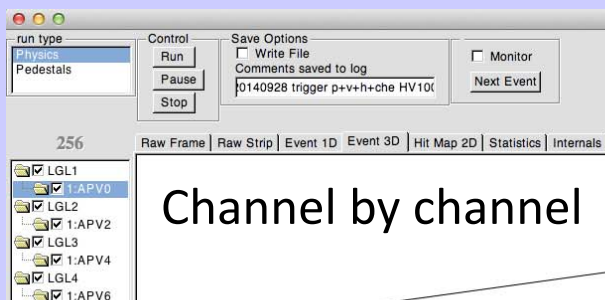 run type
Physics
Pedestals
Control
Run
Pause
Stop
Save Options
Write File
Comments saved to log
20140928 trigger p+v+h+che HV100
Monitor
Next Event
256
Raw Frame Raw Strip Event 1D Event 3D Hit Map 2D Statistics Internals
LGL1
1:APV0
LGL2
1:APV2
LGL3
1:APV4
LGL4
1:APV6
Channel by channel